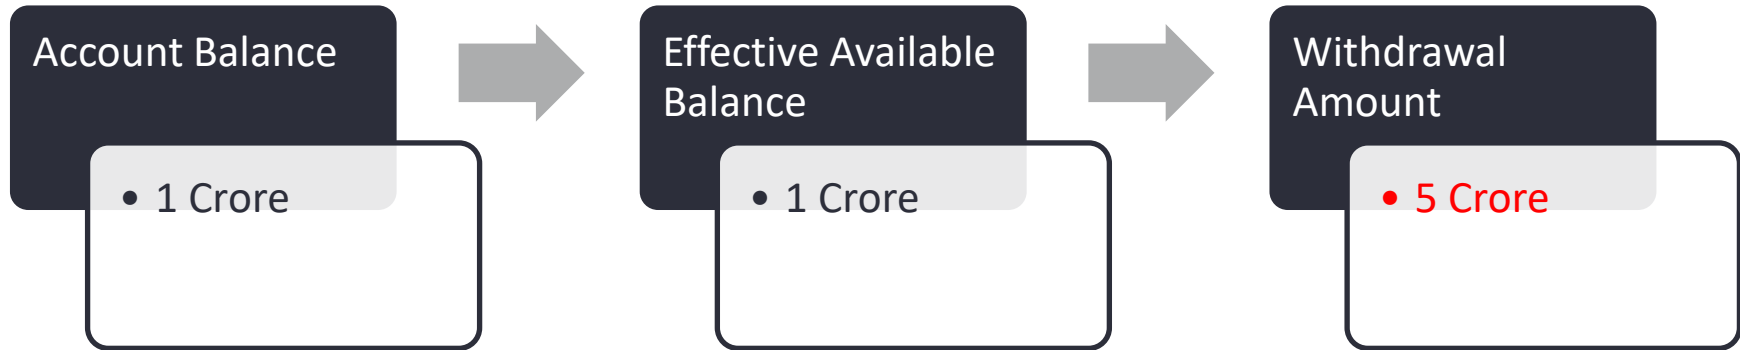 Account Balance
• 1 Crore
Effective Available
Balance
• 1 Crore
Withdrawal
Amount
• 5 Crore